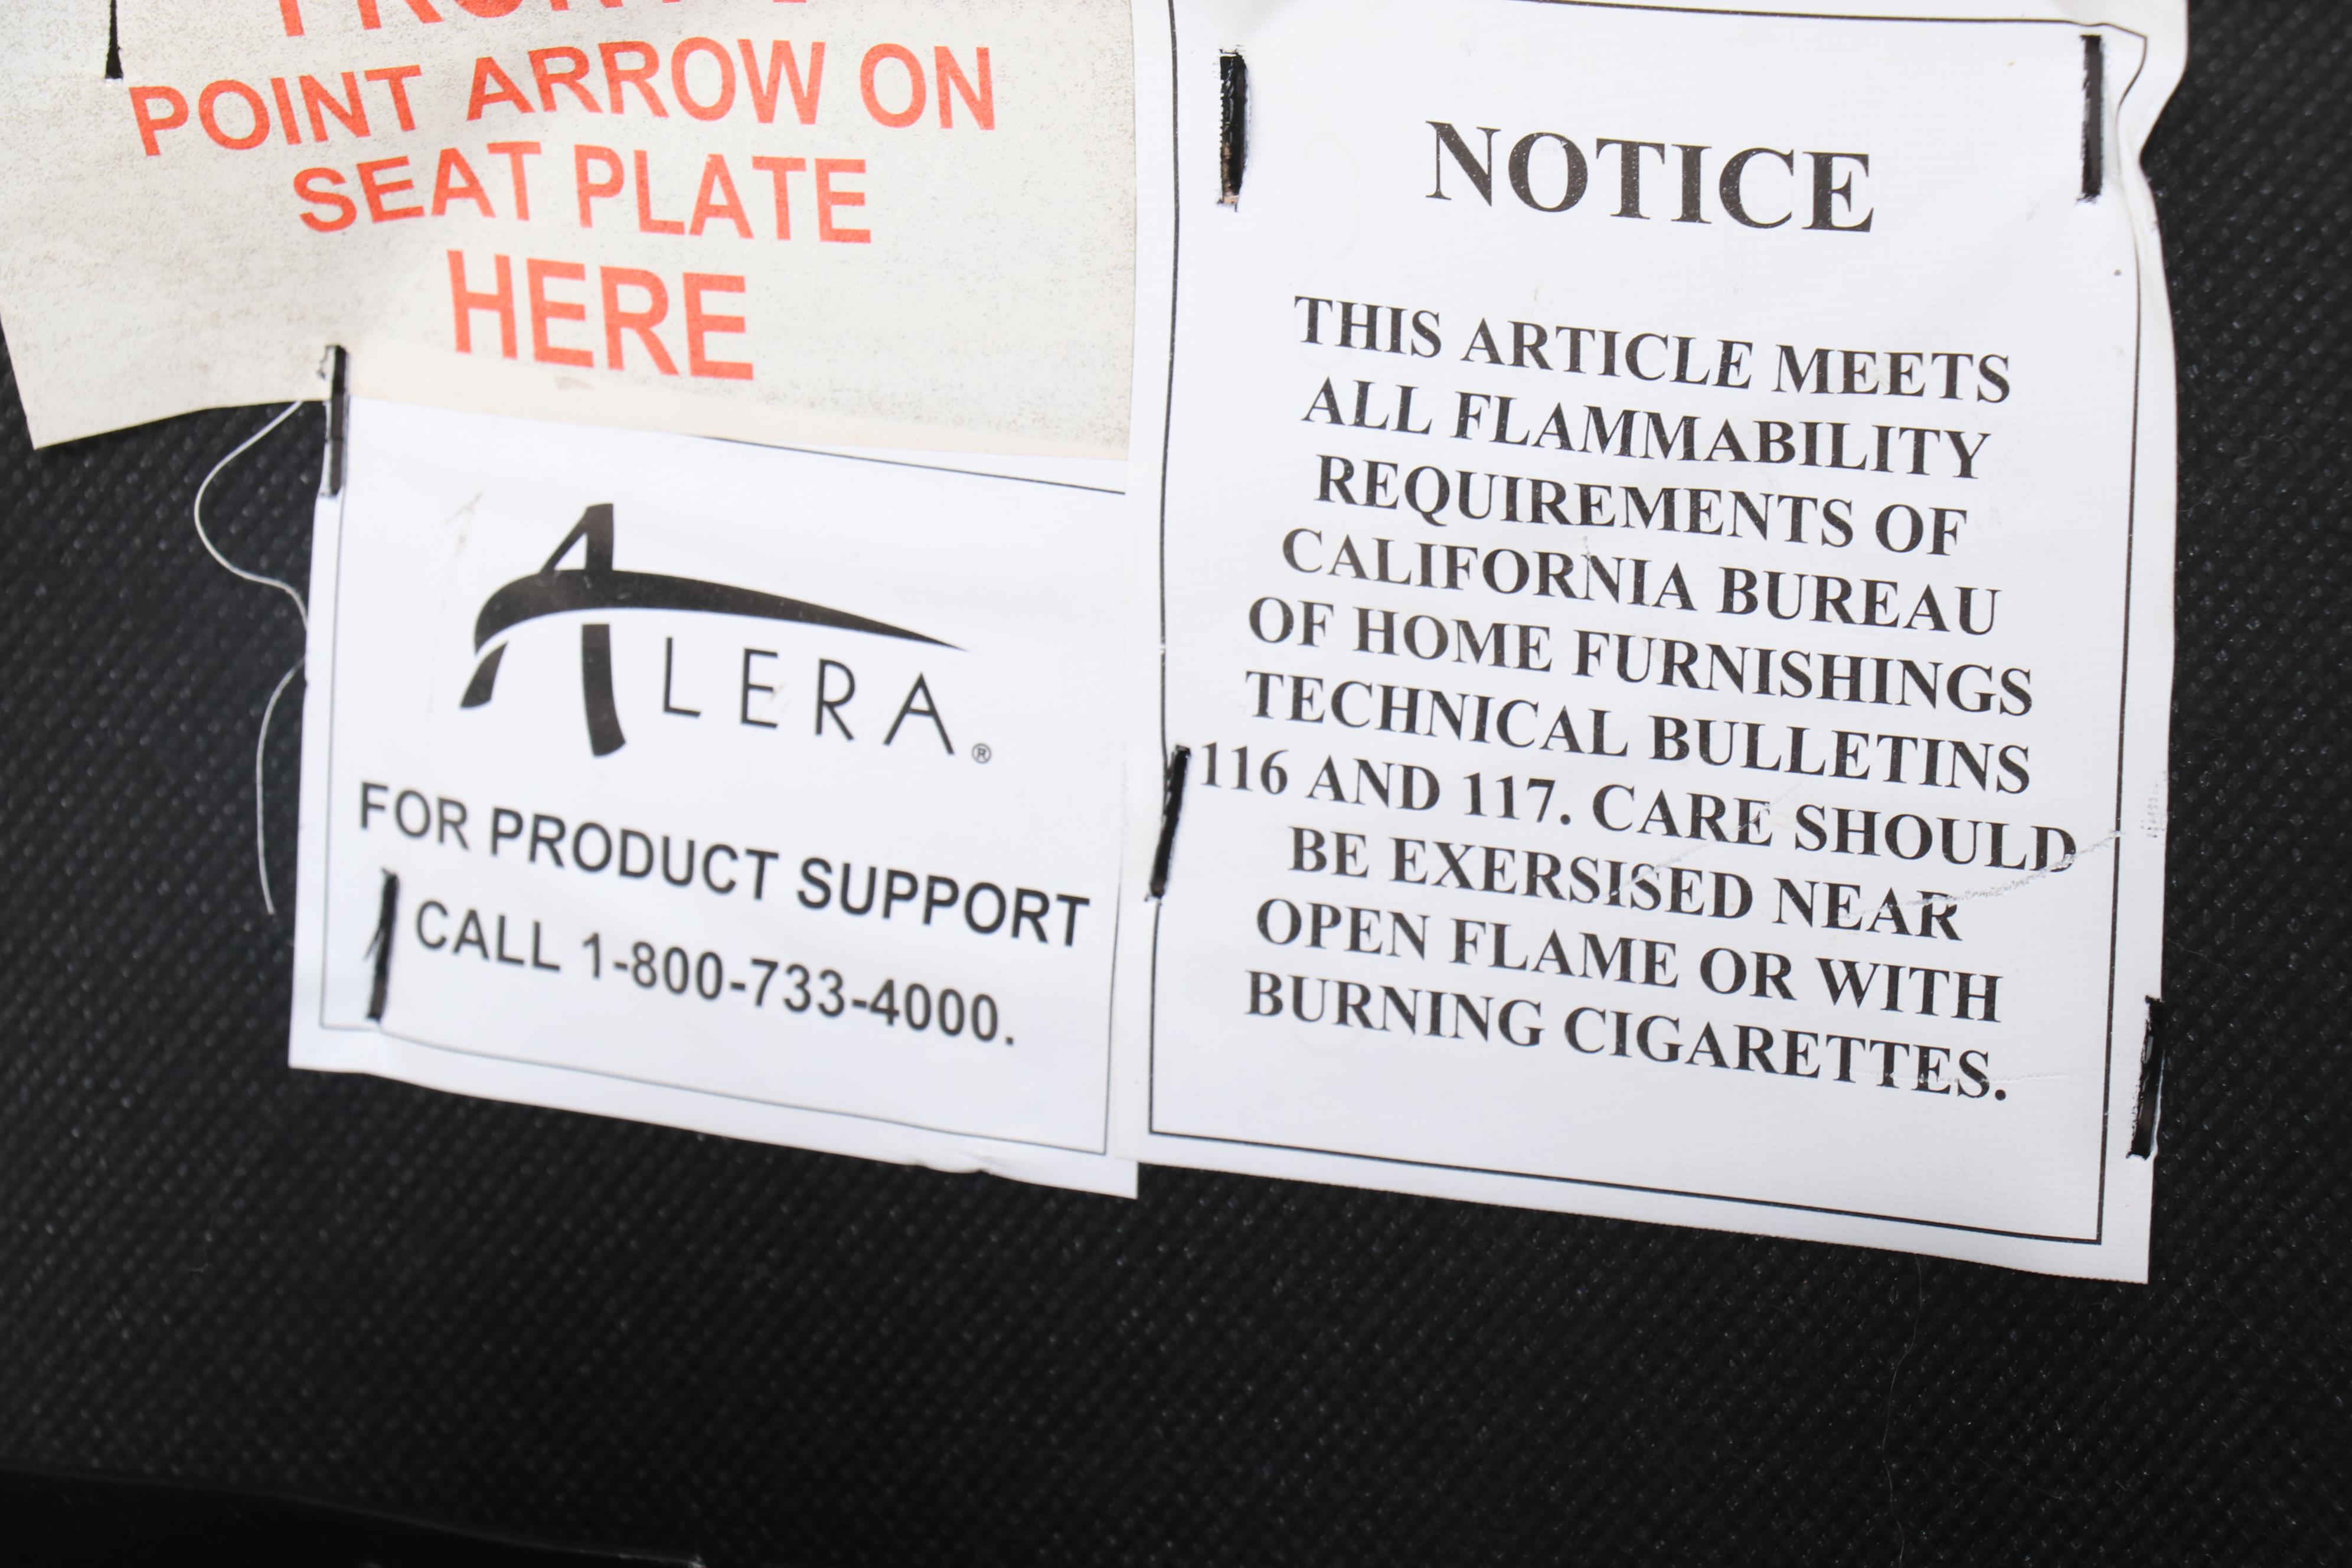 POINT ARROW ON
SEAT PLATE
HERE
ALERA®
FOR PRODUCT SUPPORT
CALL 1-800-733-4000.
NOTICE
THIS ARTICLE MEETS
ALL FLAMMABILITY
REQUIREMENTS OF
CALIFORNIA BUREAU
OF HOME FURNISHINGS
TECHNICAL BULLETINS
116 AND 117. CARE SHOULD
BE EXERSISED NEAR
OPEN FLAME OR WITH
BURNING CIGARETTES.